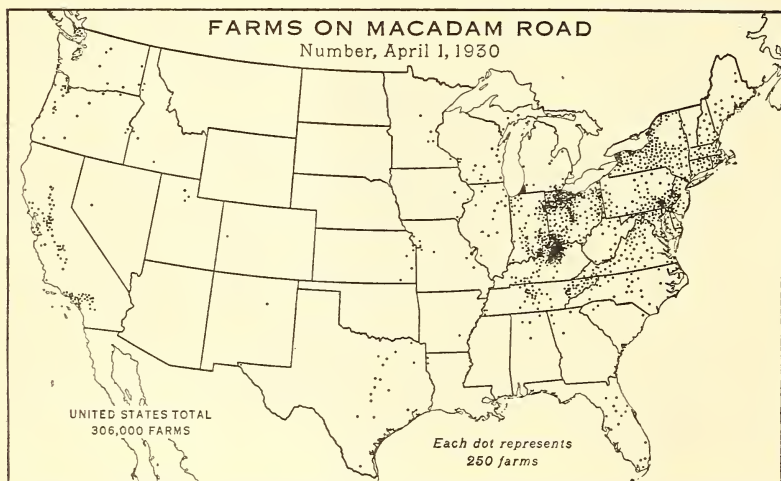 FARMS ON MACADAM ROAD
Number, April 1, 1930
UNITED STATES TOTAL
306,000 FARMS
Each dot represents
250 farms